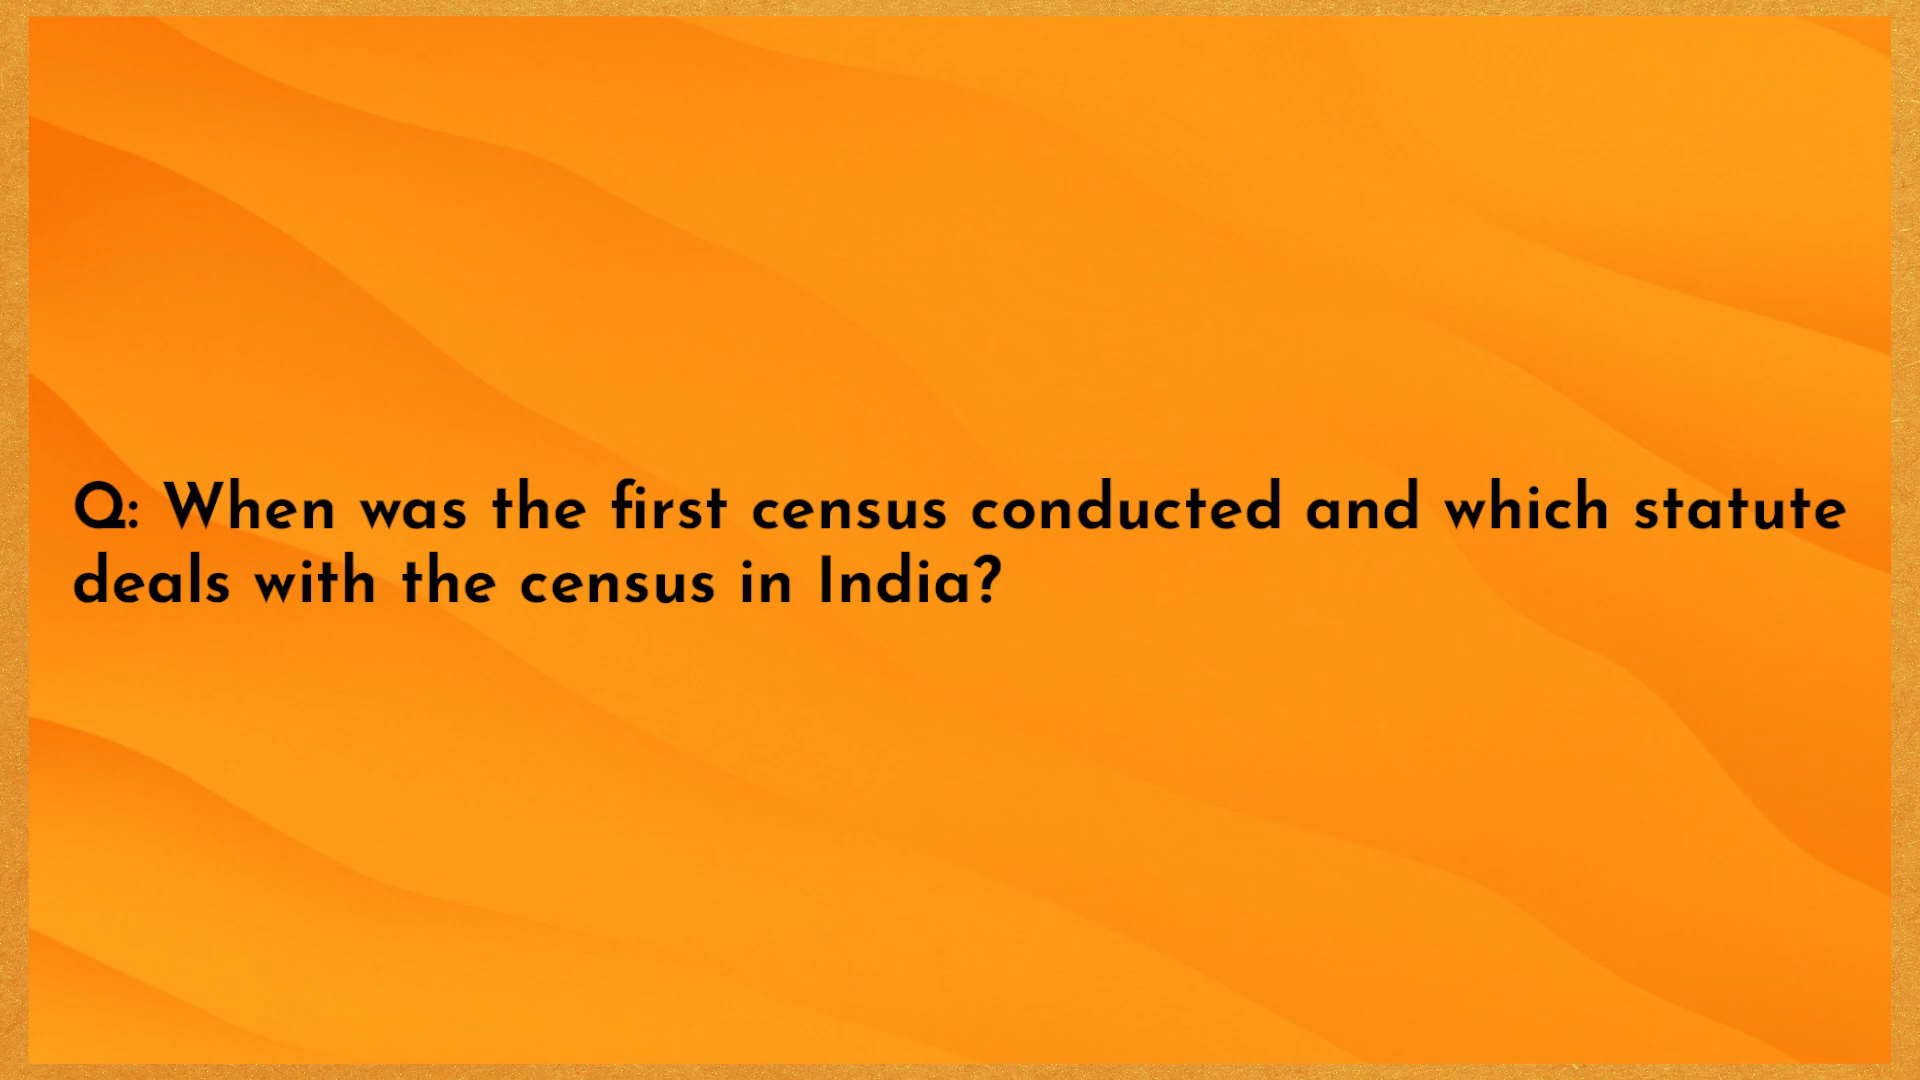 Q: When was the first census conducted and which statute
deals with the census in India?